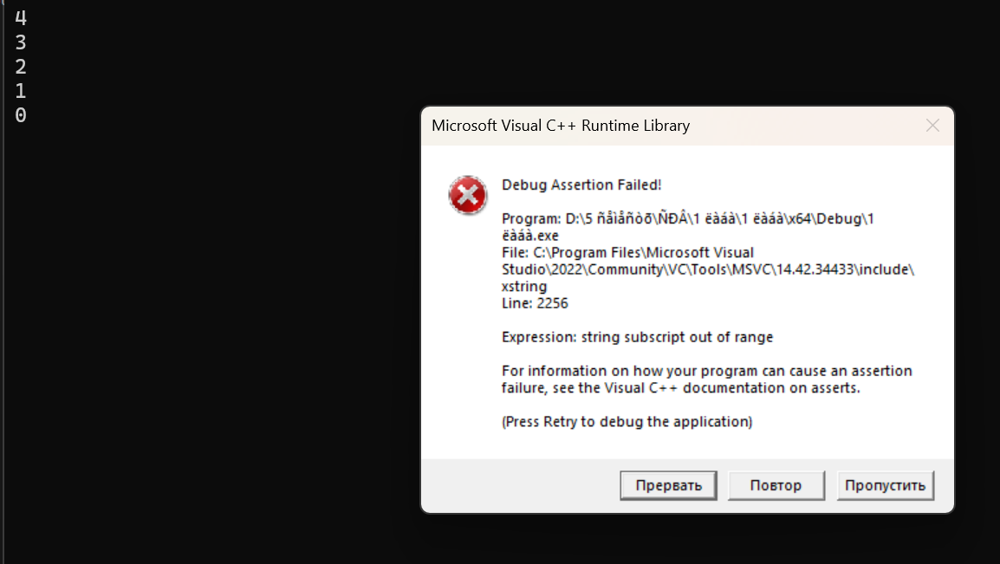 4
3
2
1
0
Microsoft Visual C++ Runtime Library
Debug Assertion Failed!
Program: D:\5 ñåìåñòð\ÑÐÂ\1 ëàáà\1 ëàáà\x64\Debug\1
ëàáà.exe
File: C:\Program Files\Microsoft Visual
Studio\2022\Community\VC\Tools\MSVC\14.42.34433\include\
xstring
Line: 2256
Expression: string subscript out of range
For information on how your program can cause an assertion
failure, see the Visual C++ documentation on asserts.
(Press Retry to debug the application)
Прервать
Повтор
Пропустить